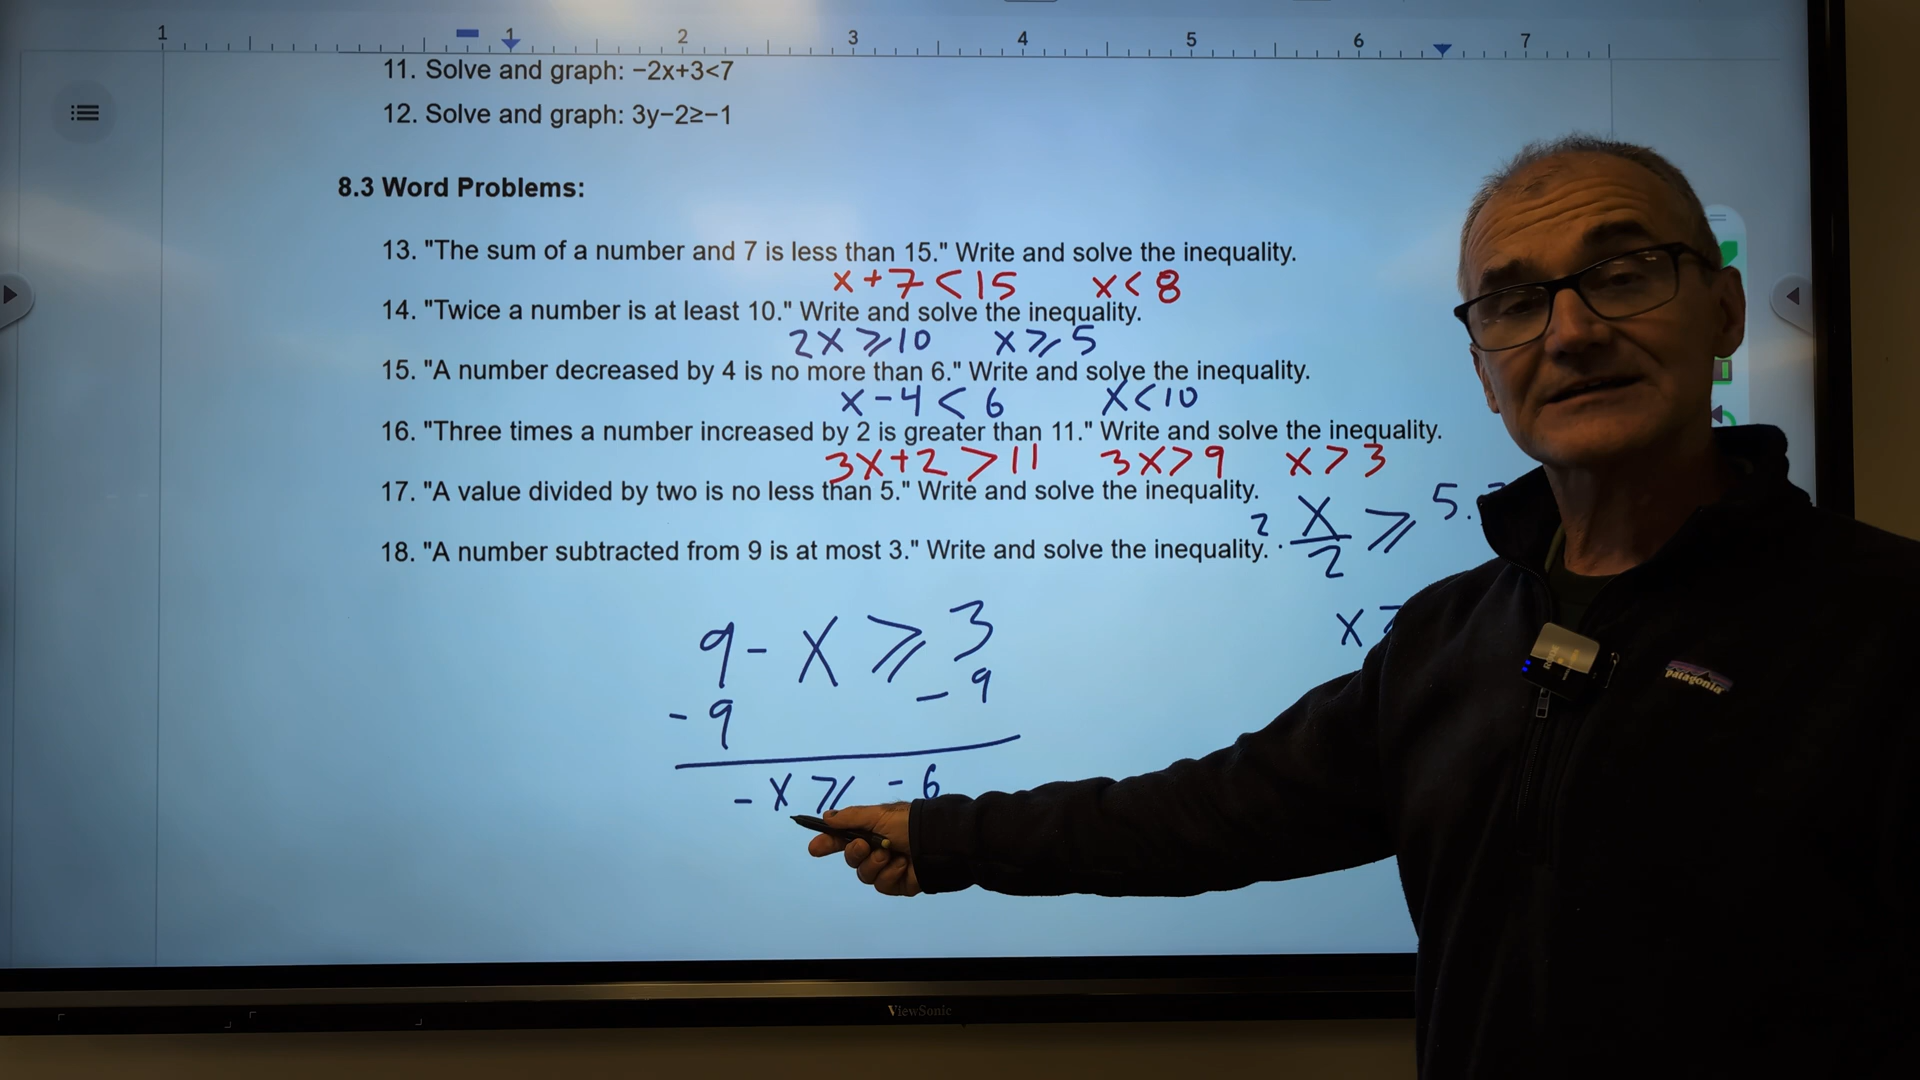 1 1 2 3 4 5 6 7
11. Solve and graph: −2x+3<7
12. Solve and graph: 3y−2≥−1
8.3 Word Problems:
13. "The sum of a number and 7 is less than 15." Write and solve the inequality.
x+7<15 x<8
14. "Twice a number is at least 10." Write and solve the inequality.
2x⩾10 x⩾5
15. "A number decreased by 4 is no more than 6." Write and solve the inequality.
x-4<6 x<10
16. "Three times a number increased by 2 is greater than 11." Write and solve the inequality.
3x+2>11 3x>9 x>3
17. "A value divided by two is no less than 5." Write and solve the inequality.
2 · x/2 ⩾ 5.
18. "A number subtracted from 9 is at most 3." Write and solve the inequality.
x
9-x⩾3
-9 -9
-x⩾-6
patagonia
ViewSonic